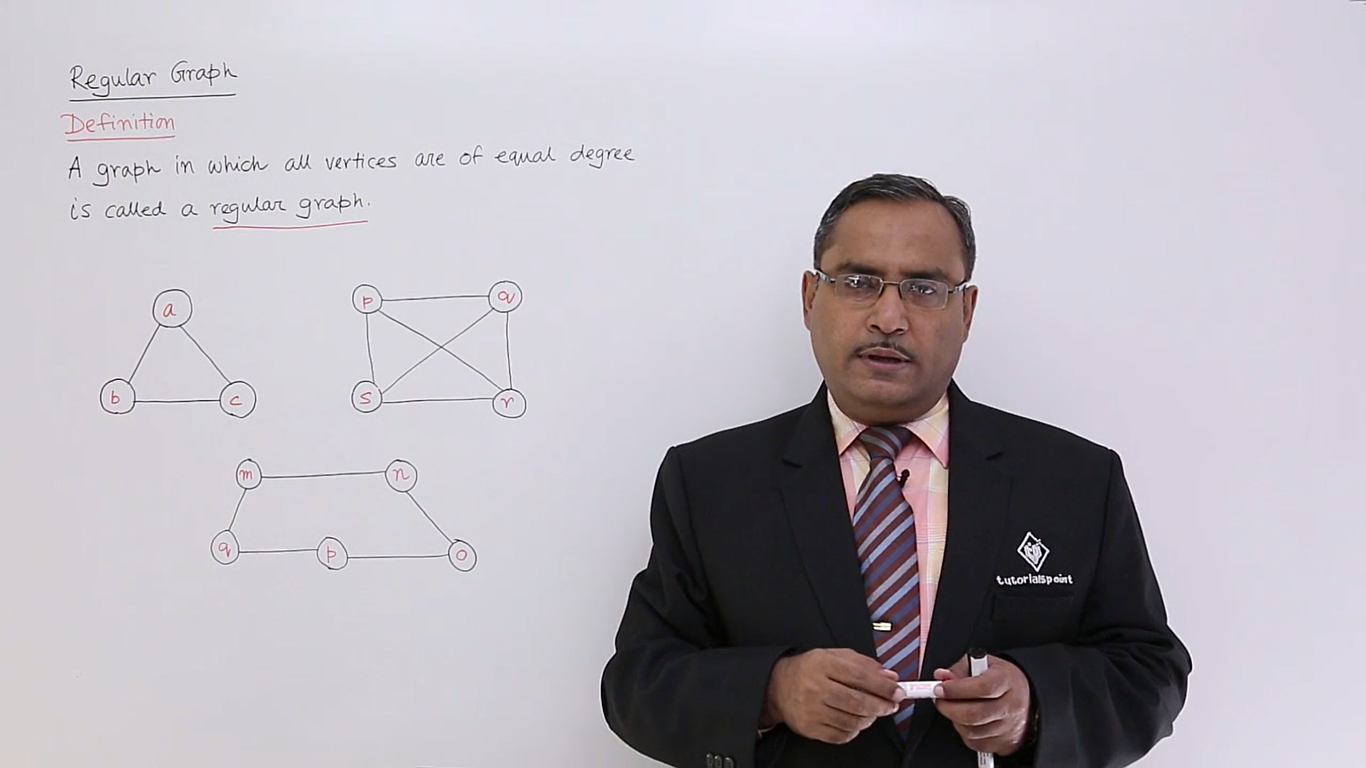 Regular Graph
Definition
A graph in which all vertices are of equal degree
is called a regular graph.
a
b c
p q
s r
m n
q p o
tutorialspoint